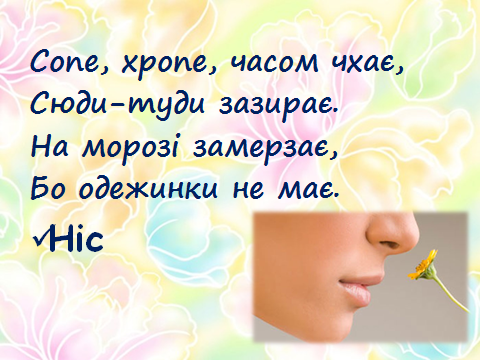 Сопе, хропе, часом чхає,
Сюди-туди зазирає.
На морозі замерзає,
Бо одежинки не має.
✓Ніс